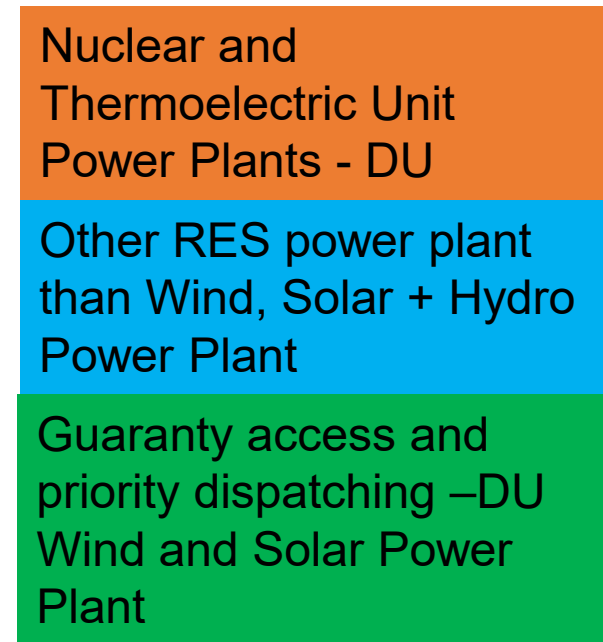 Nuclear and
Thermoelectric Unit
Power Plants - DU
Other RES power plant
than Wind, Solar + Hydro
Power Plant
Guaranty access and
priority dispatching –DU
Wind and Solar Power
Plant